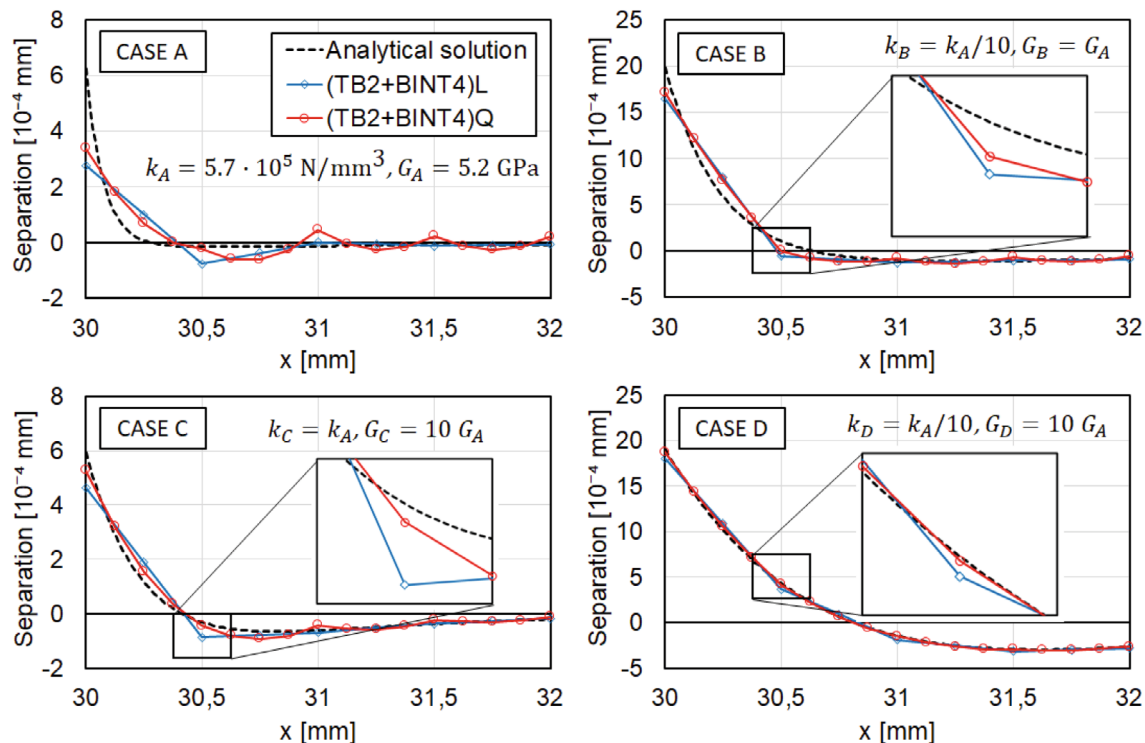 CASE A
Analytical solution
(TB2+BINT4)L
(TB2+BINT4)Q
k_A = 5.7 · 10⁵ N/mm³, G_A = 5.2 GPa
Separation [10⁻⁴ mm]
8
6
4
2
0
-2
30
30,5
31
31,5
32
x [mm]
CASE B
k_B = k_A/10, G_B = G_A
Separation [10⁻⁴ mm]
25
20
15
10
5
0
-5
30
30,5
31
31,5
32
x [mm]
CASE C
k_C = k_A, G_C = 10 G_A
Separation [10⁻⁴ mm]
8
6
4
2
0
-2
30
30,5
31
31,5
32
x [mm]
CASE D
k_D = k_A/10, G_D = 10 G_A
Separation [10⁻⁴ mm]
25
20
15
10
5
0
-5
30
30,5
31
31,5
32
x [mm]